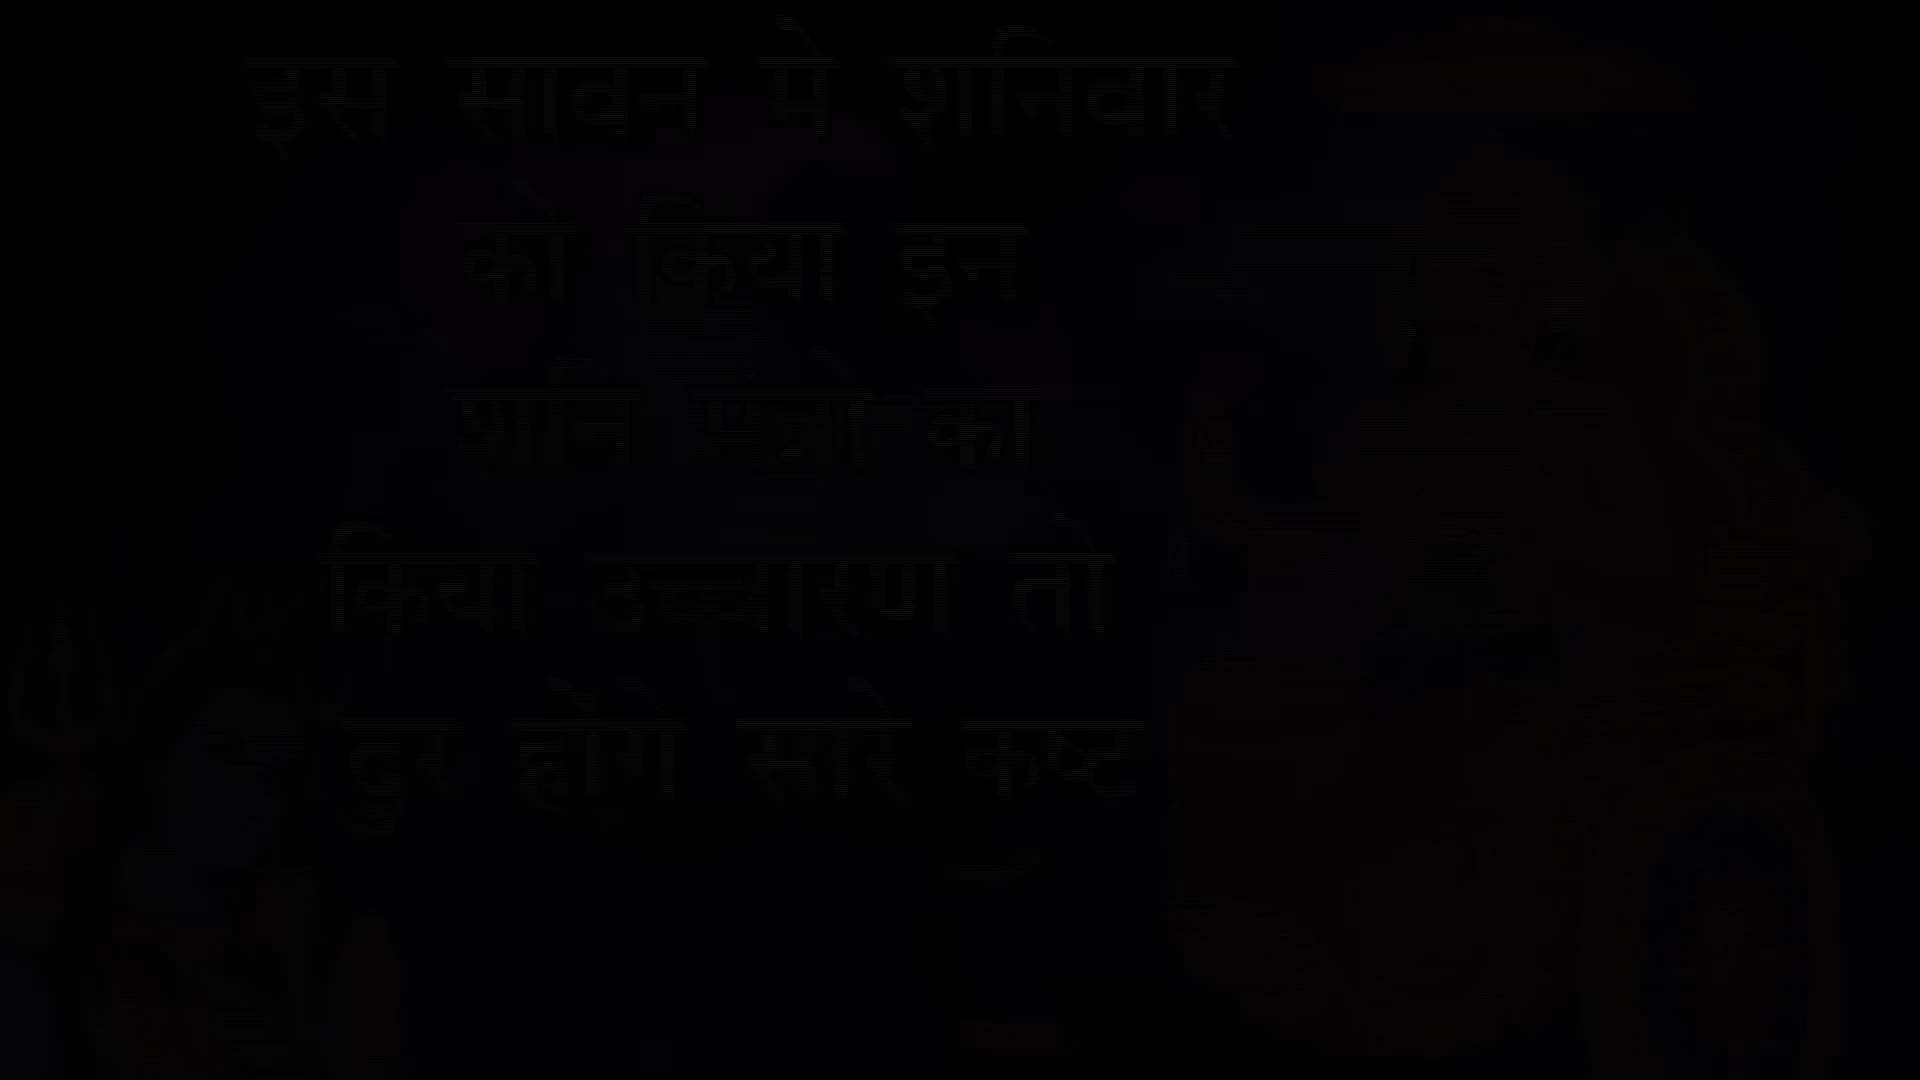 इस सावन मे शनिवार
को किया इन
शनि मंत्रो का
किया उच्चारण तो
दुर होंगे सारे कष्ट